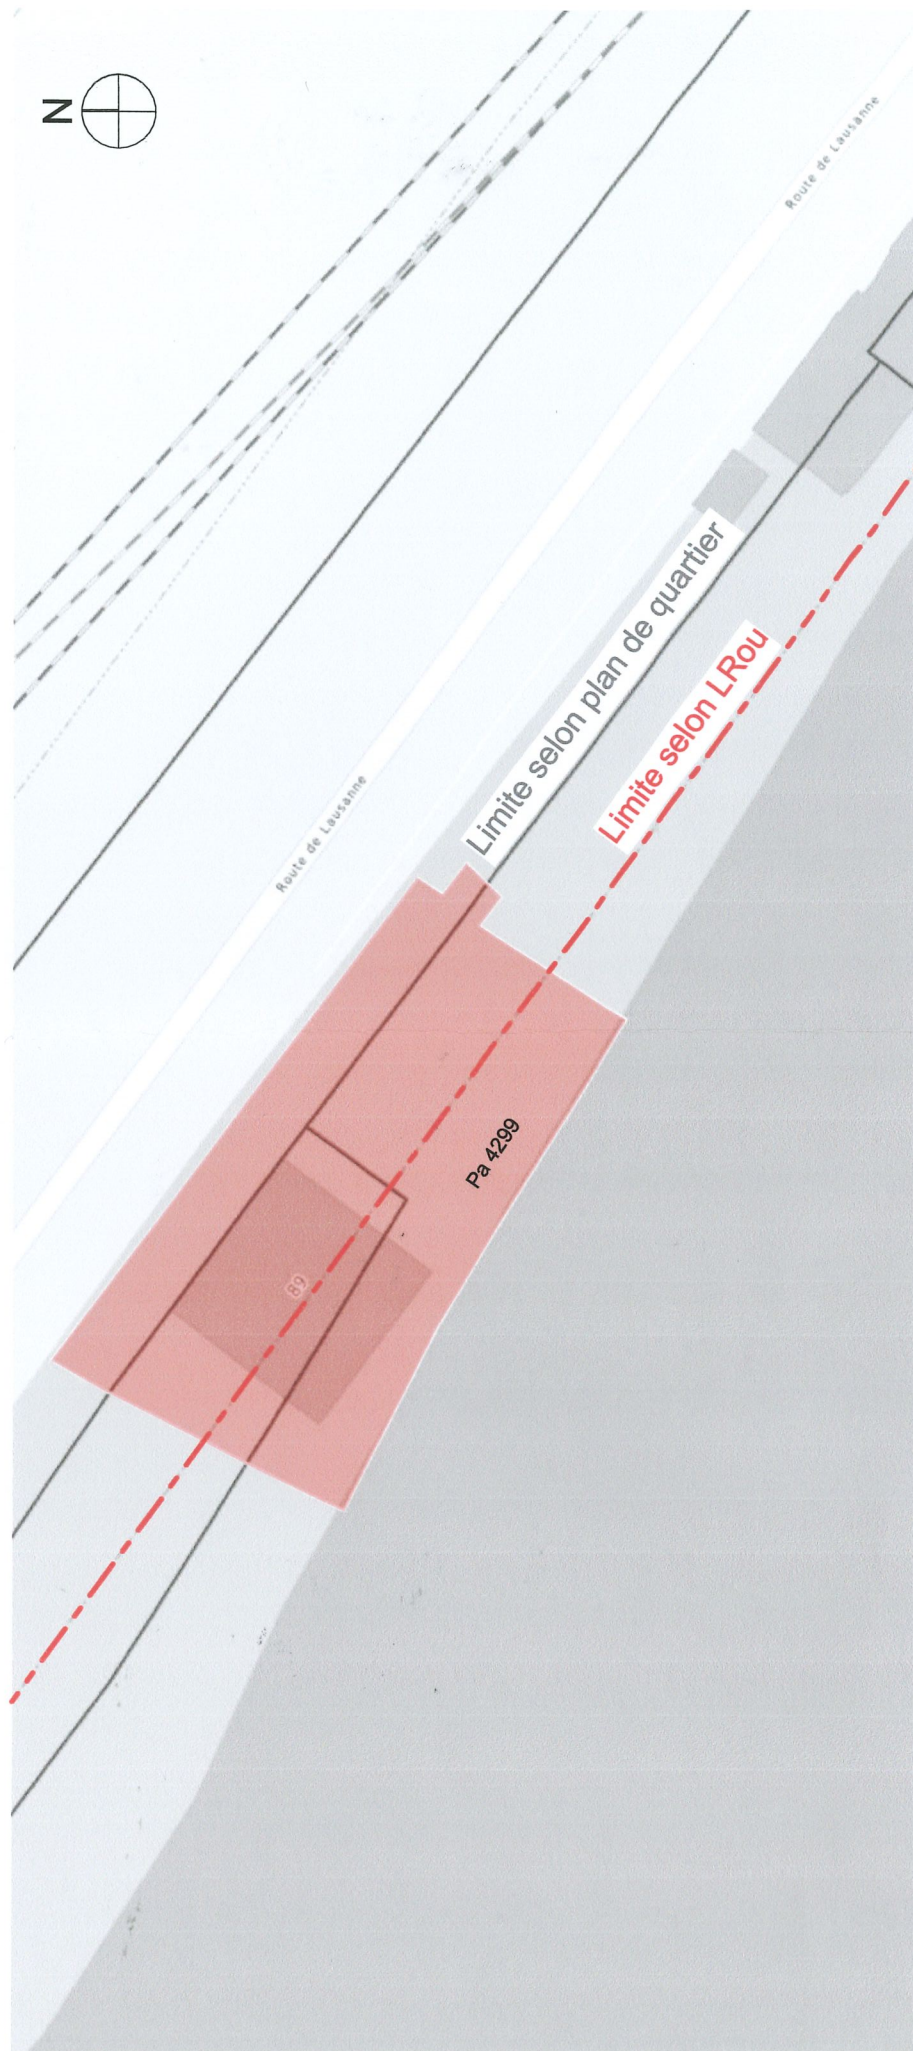 N
Route de Lausanne
Limite selon plan de quartier
Limite selon LRou
Route de Lausanne
Pa 4299
89